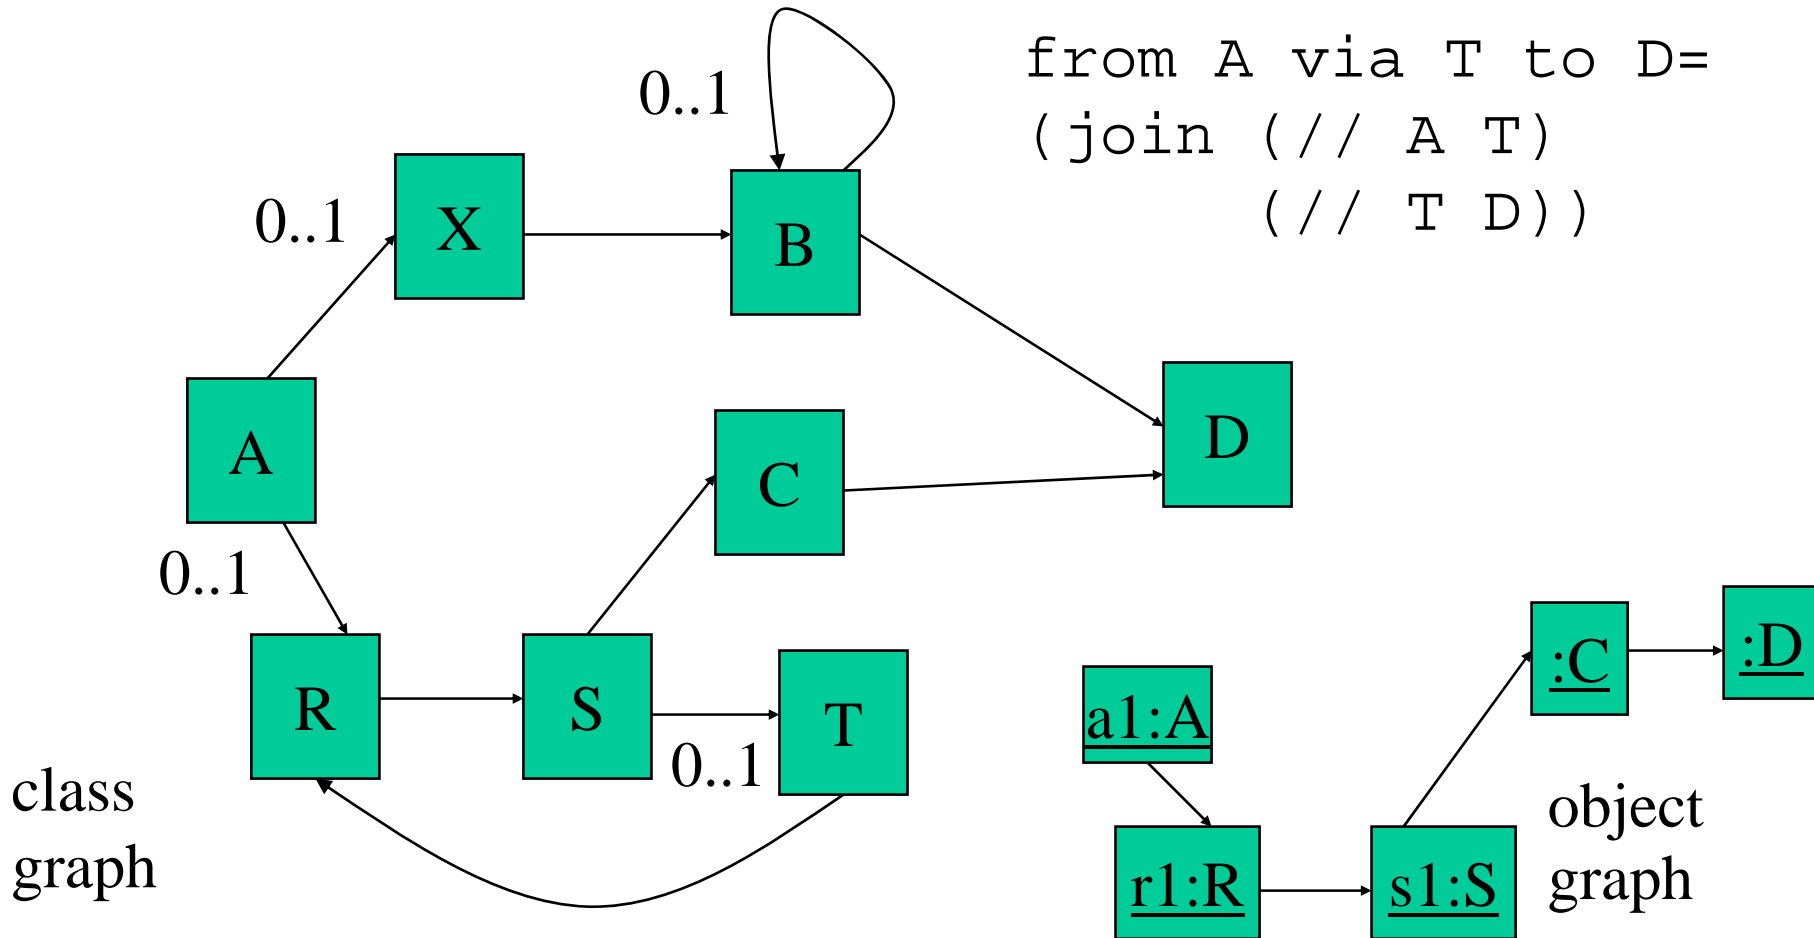 from A via T to D=
(join (// A T)
(// T D))
0..1
0..1
X
B
A
C
D
0..1
R
S
T
0..1
class
graph
:C
:D
a1:A
r1:R
s1:S
object
graph